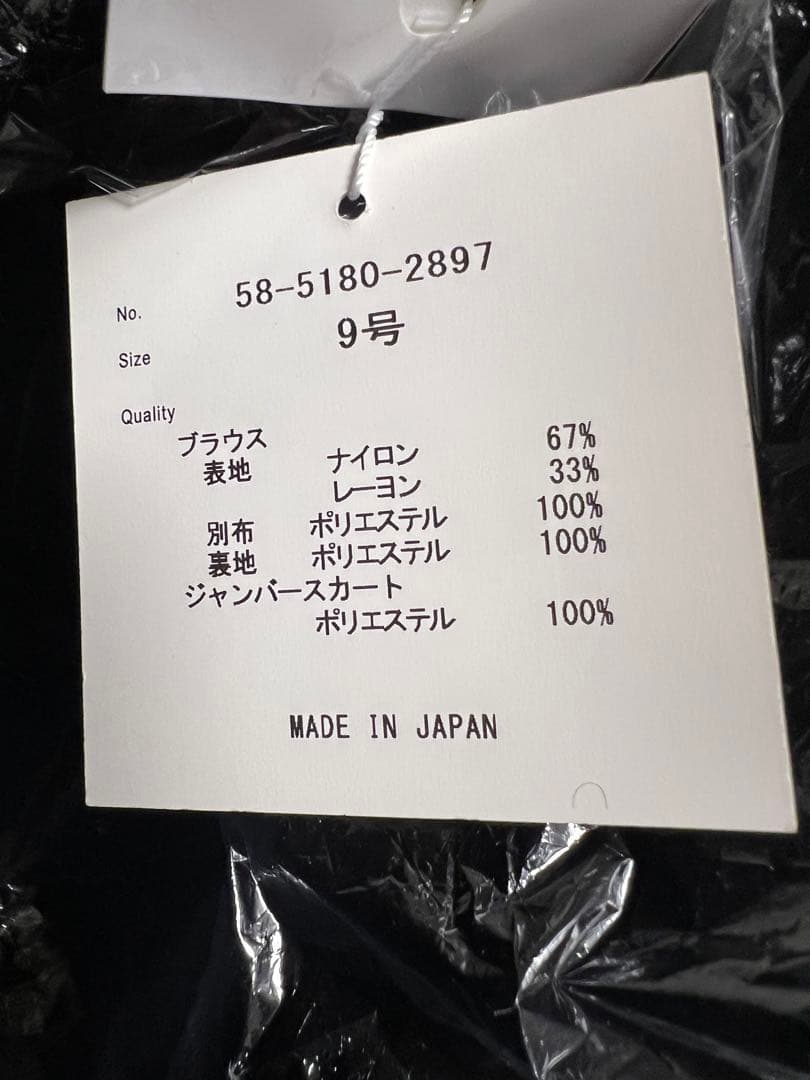 No. 58-5180-2897
Size 9号
Quality
ブラウス
表地 ナイロン 67%
レーヨン 33%
別布 ポリエステル 100%
裏地 ポリエステル 100%
ジャンバースカート
ポリエステル 100%
MADE IN JAPAN